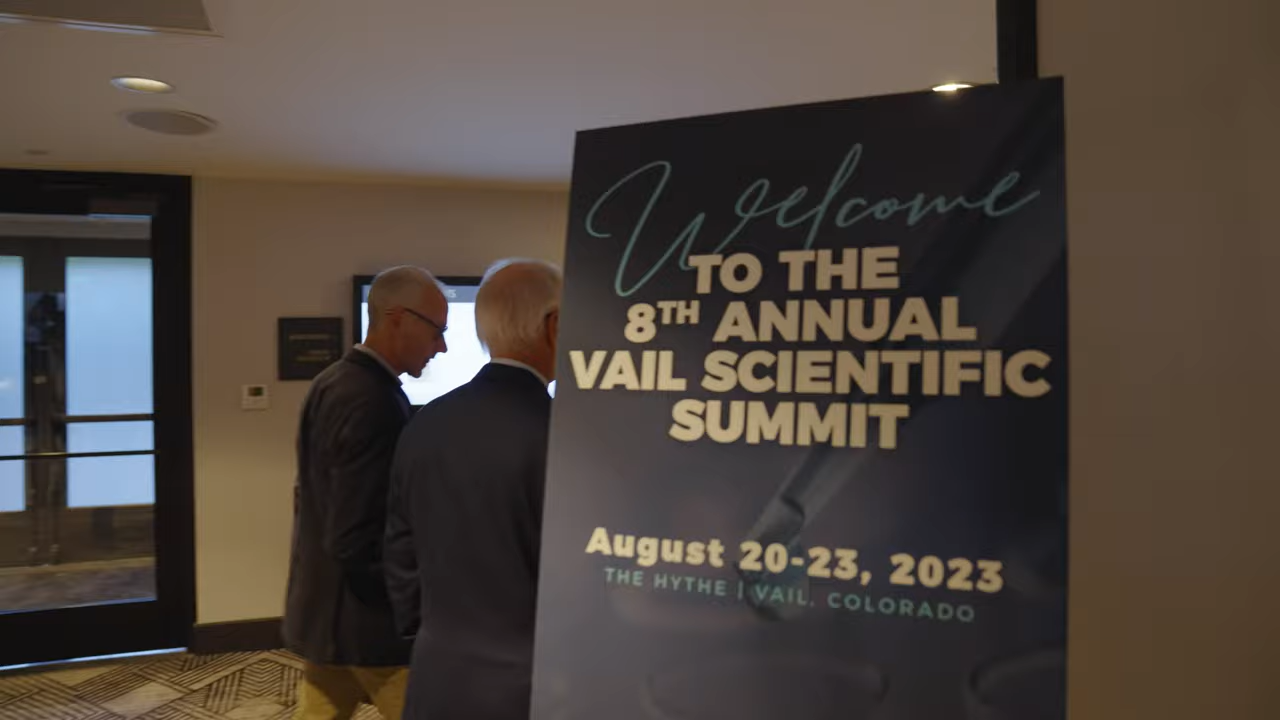 Welcome
TO THE
8TH ANNUAL
VAIL SCIENTIFIC
SUMMIT
August 20-23, 2023
THE HYTHE | VAIL, COLORADO